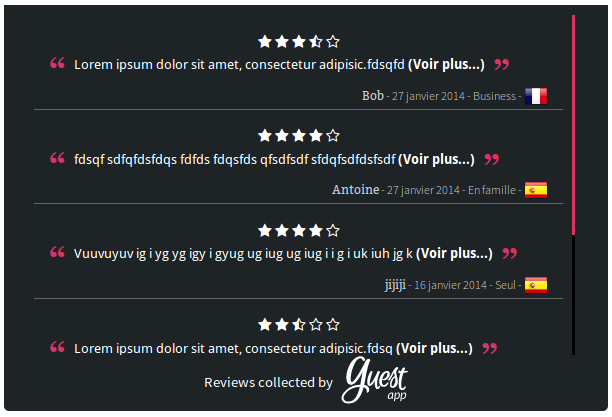 “ Lorem ipsum dolor sit amet, consectetur adipisic.fdsqfd (Voir plus...) ”
Bob - 27 janvier 2014 - Business -
“ fdsqf sdfqfdsfdqs fdfds fdqsfds qfsdfsdf sfdqfsdfdsfsdf (Voir plus...) ”
Antoine - 27 janvier 2014 - En famille -
“ Vuuvuyuv ig i yg yg igy i gyug ug iug ug iug i i g i uk iuh jg k (Voir plus...) ”
jijiji - 16 janvier 2014 - Seul -
“ Lorem ipsum dolor sit amet, consectetur adipisic.fdsq (Voir plus...) ”
Reviews collected by Guest app